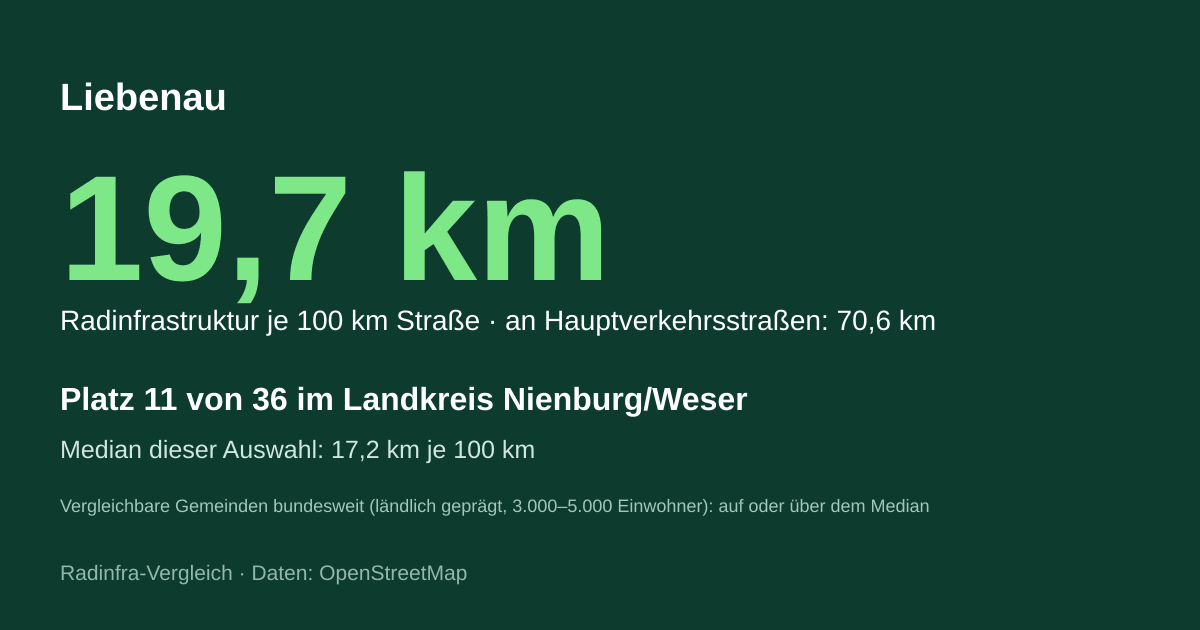 Liebenau
19,7 km
Radinfrastruktur je 100 km Straße · an Hauptverkehrsstraßen: 70,6 km
Platz 11 von 36 im Landkreis Nienburg/Weser
Median dieser Auswahl: 17,2 km je 100 km
Vergleichbare Gemeinden bundesweit (ländlich geprägt, 3.000–5.000 Einwohner): auf oder über dem Median
Radinfra-Vergleich · Daten: OpenStreetMap